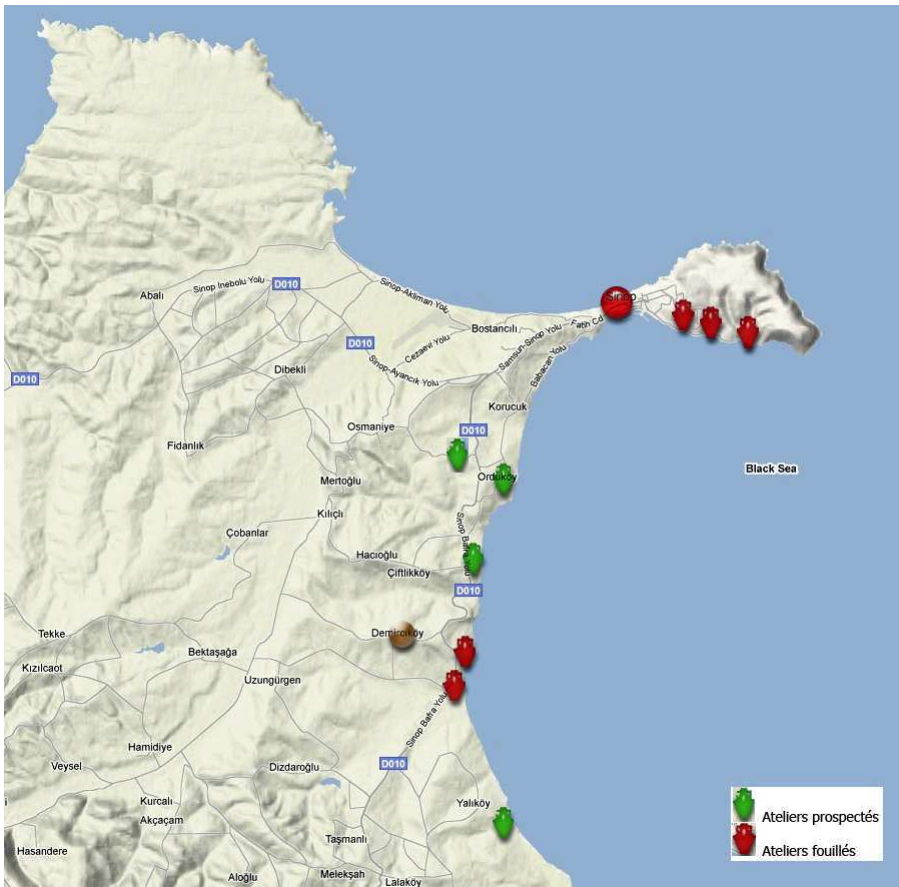 Sinop
Abalı
Sinop Inebolu Yolu
D010
Sinop-Akliman Yolu
Bostancılı
Fatih Cd
Samsun-Sinop Yolu
Cezaevi Yolu
D010
Babacan Yolu
Dibekli
Sinop-Ayancık Yolu
D010
Korucuk
Osmaniye
D010
Fidanlık
Black Sea
Mertoğlu
Orduköy
Kılıçlı
Sinop Bafra Yolu
Çobanlar
Hacıoğlu
Çiftlikköy
D010
Tekke
Demirciköy
Bektaşağa
Kızılcaot
Uzungürgen
Sinop Bafra Yolu
Hamidiye
Veysel
Dizdaroğlu
D010
i
Kurcalı
Yalıköy
Akçaçam
Taşmanlı
Hasandere
Aloğlu
Melekşah
Lalaköy
Ateliers prospectés
Ateliers fouillés